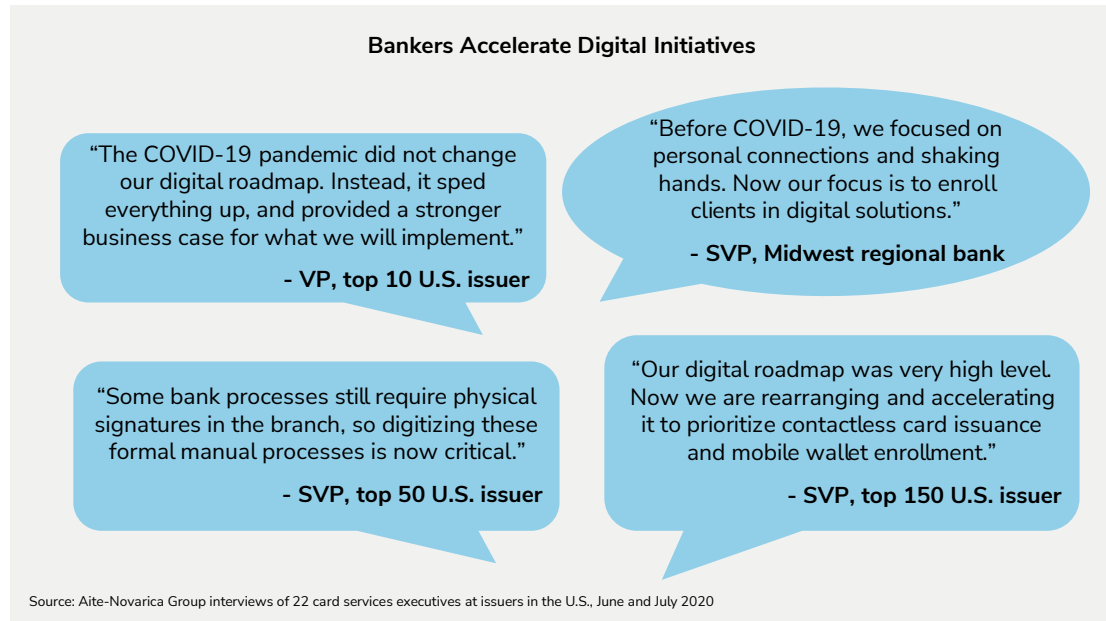 Bankers Accelerate Digital Initiatives
“The COVID-19 pandemic did not change
our digital roadmap. Instead, it sped
everything up, and provided a stronger
business case for what we will implement.”
- VP, top 10 U.S. issuer
“Before COVID-19, we focused on
personal connections and shaking
hands. Now our focus is to enroll
clients in digital solutions.”
- SVP, Midwest regional bank
“Some bank processes still require physical
signatures in the branch, so digitizing these
formal manual processes is now critical.”
- SVP, top 50 U.S. issuer
“Our digital roadmap was very high level.
Now we are rearranging and accelerating
it to prioritize contactless card issuance
and mobile wallet enrollment.”
- SVP, top 150 U.S. issuer
Source: Aite-Novarica Group interviews of 22 card services executives at issuers in the U.S., June and July 2020